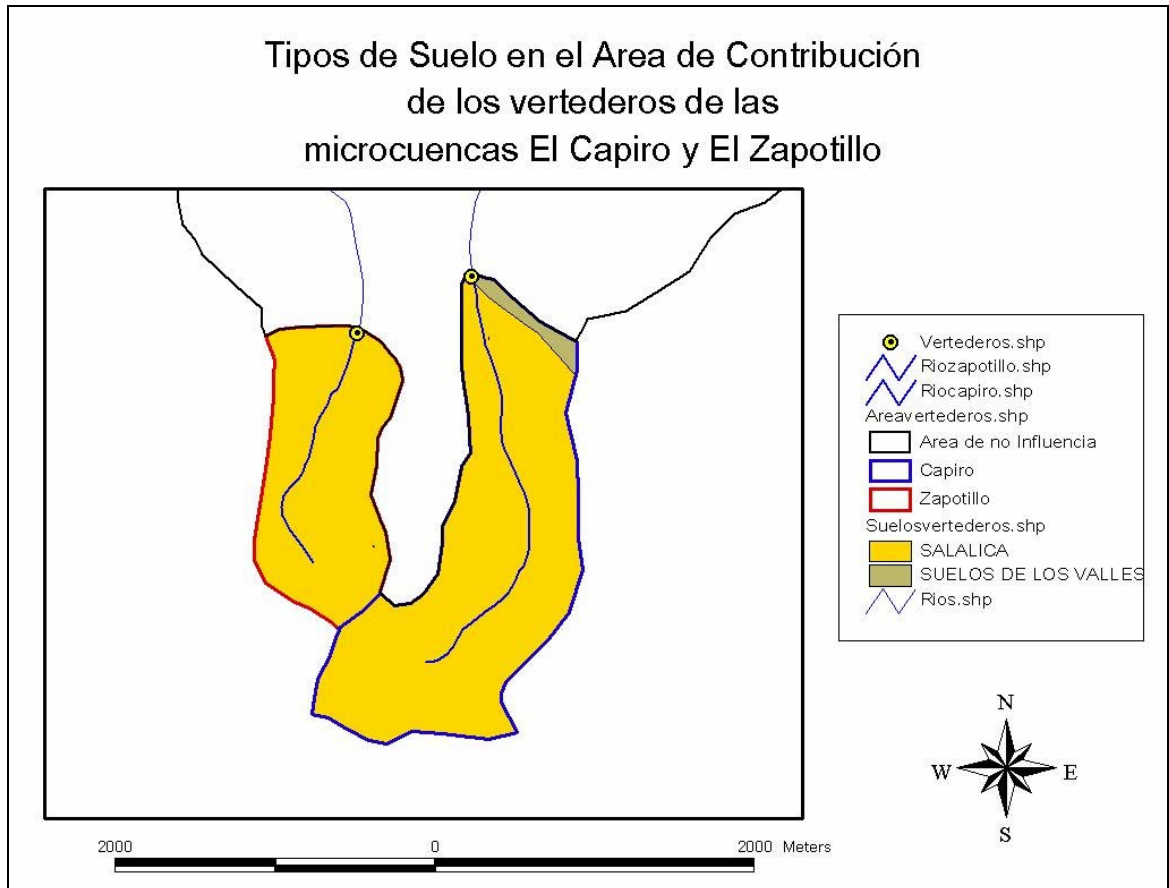 Tipos de Suelo en el Area de Contribución
de los vertederos de las
microcuencas El Capiro y El Zapotillo
Vertederos.shp
Riozapotillo.shp
Riocapiro.shp
Areavertederos.shp
Area de no Influencia
Capiro
Zapotillo
Suelosvertederos.shp
SALALICA
SUELOS DE LOS VALLES
Rios.shp
N
W E
S
2000 0 2000 Meters